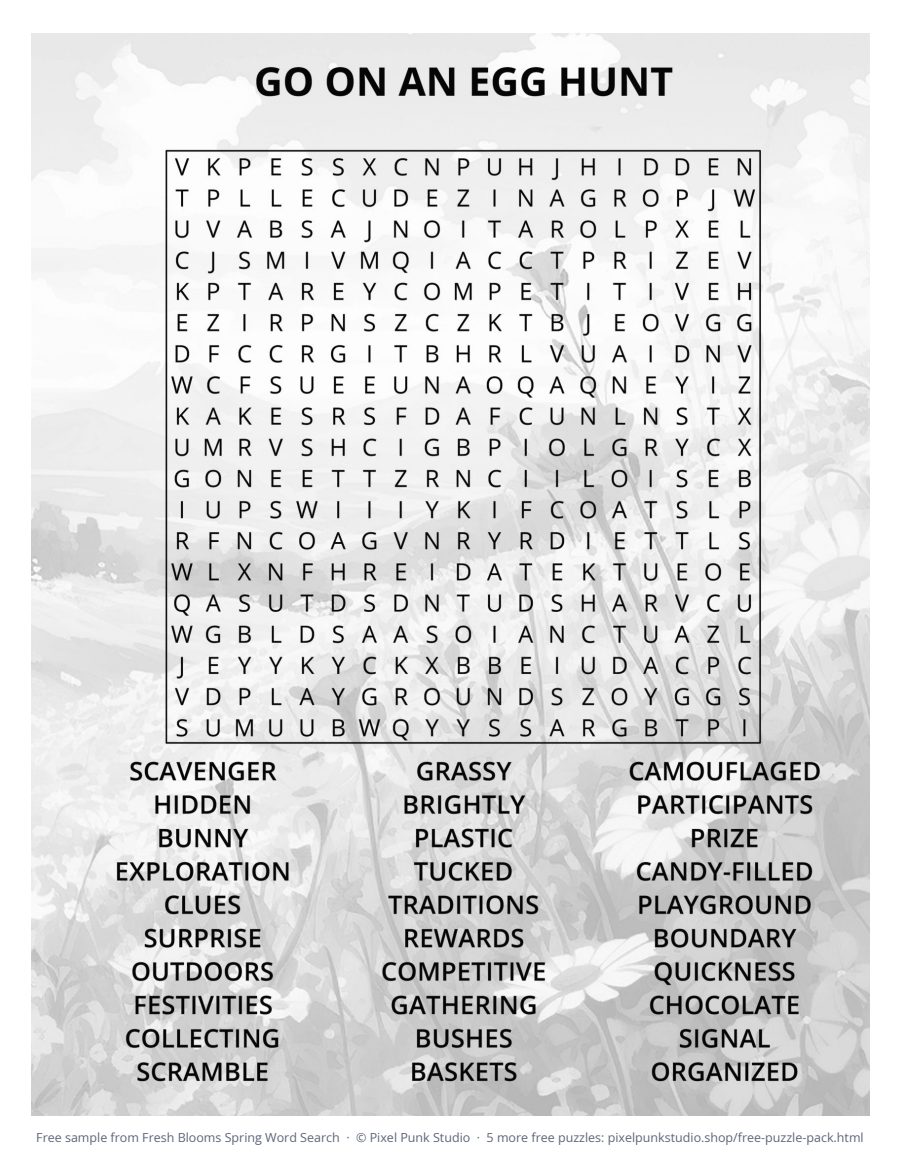 GO ON AN EGG HUNT
V K P E S S X C N P U H J H I D D E N
T P L L E C U D E Z I N A G R O P J W
U V A B S A J N O I T A R O L P X E L
C J S M I V M Q I A C C T P R I Z E V
K P T A R E Y C O M P E T I T I V E H
E Z I R P N S Z C Z K T B J E O V G G
D F C C R G I T B H R L V U A I D N V
W C F S U E E U N A O Q A Q N E Y I Z
K A K E S R S F D A F C U N L N S T X
U M R V S H C I G B P I O L G R Y C X
G O N E E T T Z R N C I I L O I S E B
I U P S W I I I Y K I F C O A T S L P
R F N C O A G V N R Y R D I E T T L S
W L X N F H R E I D A T E K T U E O E
Q A S U T D S D N T U D S H A R V C U
W G B L D S A A S O I A N C T U A Z L
J E Y Y K Y C K X B B E I U D A C P C
V D P L A Y G R O U N D S Z O Y G G S
S U M U U B W Q Y Y S S A R G B T P I
SCAVENGER GRASSY CAMOUFLAGED
HIDDEN BRIGHTLY PARTICIPANTS
BUNNY PLASTIC PRIZE
EXPLORATION TUCKED CANDY-FILLED
CLUES TRADITIONS PLAYGROUND
SURPRISE REWARDS BOUNDARY
OUTDOORS COMPETITIVE QUICKNESS
FESTIVITIES GATHERING CHOCOLATE
COLLECTING BUSHES SIGNAL
SCRAMBLE BASKETS ORGANIZED
Free sample from Fresh Blooms Spring Word Search · © Pixel Punk Studio · 5 more free puzzles: pixelpunkstudio.shop/free-puzzle-pack.html